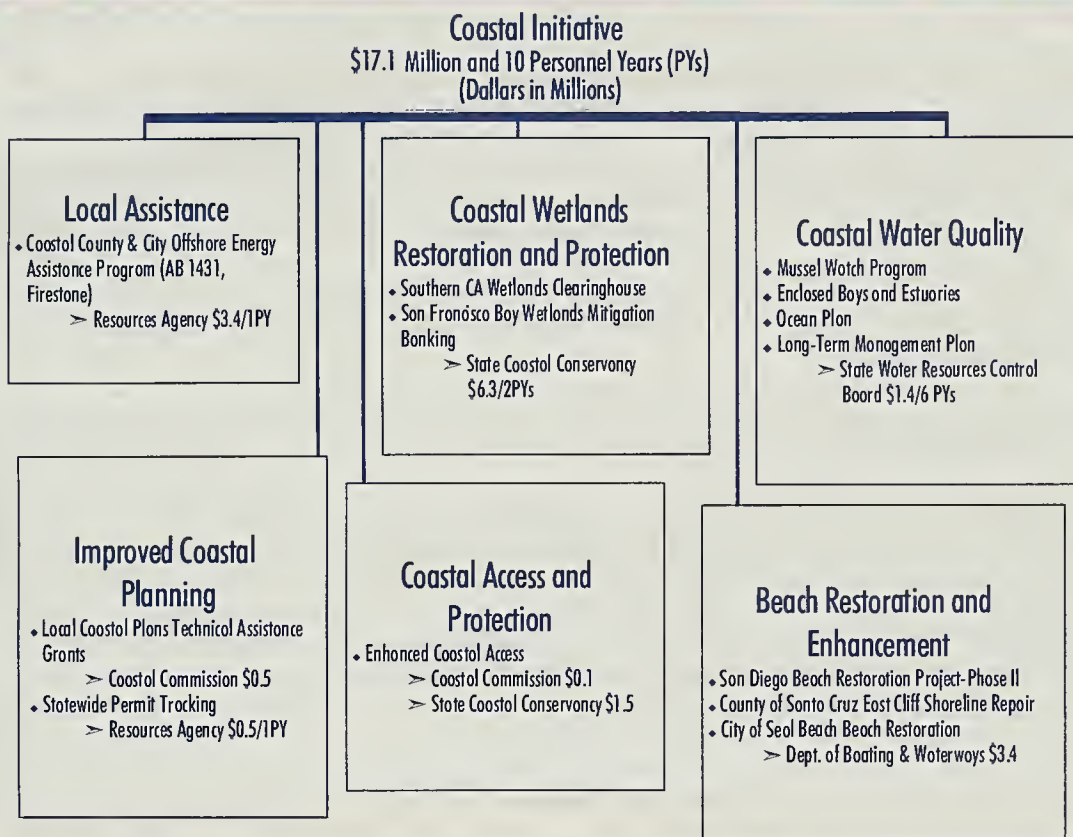 Coastal Initiative
$17.1 Million and 10 Personnel Years (PYs)
(Dollars in Millions)
Local Assistance
• Coastal County & City Offshore Energy
Assistance Program (AB 1431,
Firestone)
➢ Resources Agency $3.4/1PY
Coastal Wetlands
Restoration and Protection
• Southern CA Wetlands Clearinghouse
• San Francisco Bay Wetlands Mitigation
Banking
➢ State Coastal Conservancy
$6.3/2PYs
Coastal Water Quality
• Mussel Watch Program
• Enclosed Bays and Estuaries
• Ocean Plan
• Long-Term Management Plan
➢ State Water Resources Control
Board $1.4/6 PYs
Improved Coastal
Planning
• Local Coastal Plans Technical Assistance
Grants
➢ Coastal Commission $0.5
• Statewide Permit Tracking
➢ Resources Agency $0.5/1PY
Coastal Access and
Protection
• Enhanced Coastal Access
➢ Coastal Commission $0.1
➢ State Coastal Conservancy $1.5
Beach Restoration and
Enhancement
• San Diego Beach Restoration Project-Phase II
• County of Santa Cruz East Cliff Shoreline Repair
• City of Seal Beach Beach Restoration
➢ Dept. of Boating & Waterways $3.4